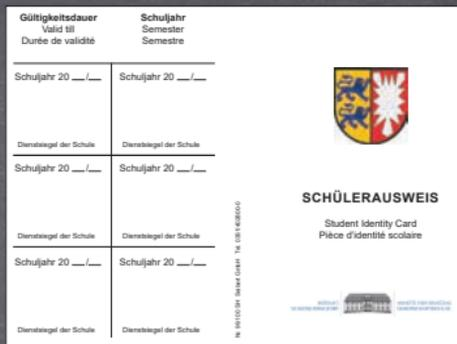 Gültigkeitsdauer
Valid till
Durée de validité
Schuljahr
Semester
Semestre
Schuljahr 20 __/__
Schuljahr 20 __/__
Dienstsiegel der Schule
Dienstsiegel der Schule
Schuljahr 20 __/__
Schuljahr 20 __/__
Dienstsiegel der Schule
Dienstsiegel der Schule
Schuljahr 20 __/__
Schuljahr 20 __/__
Dienstsiegel der Schule
Dienstsiegel der Schule
SCHÜLERAUSWEIS
Student Identity Card
Pièce d'identité scolaire